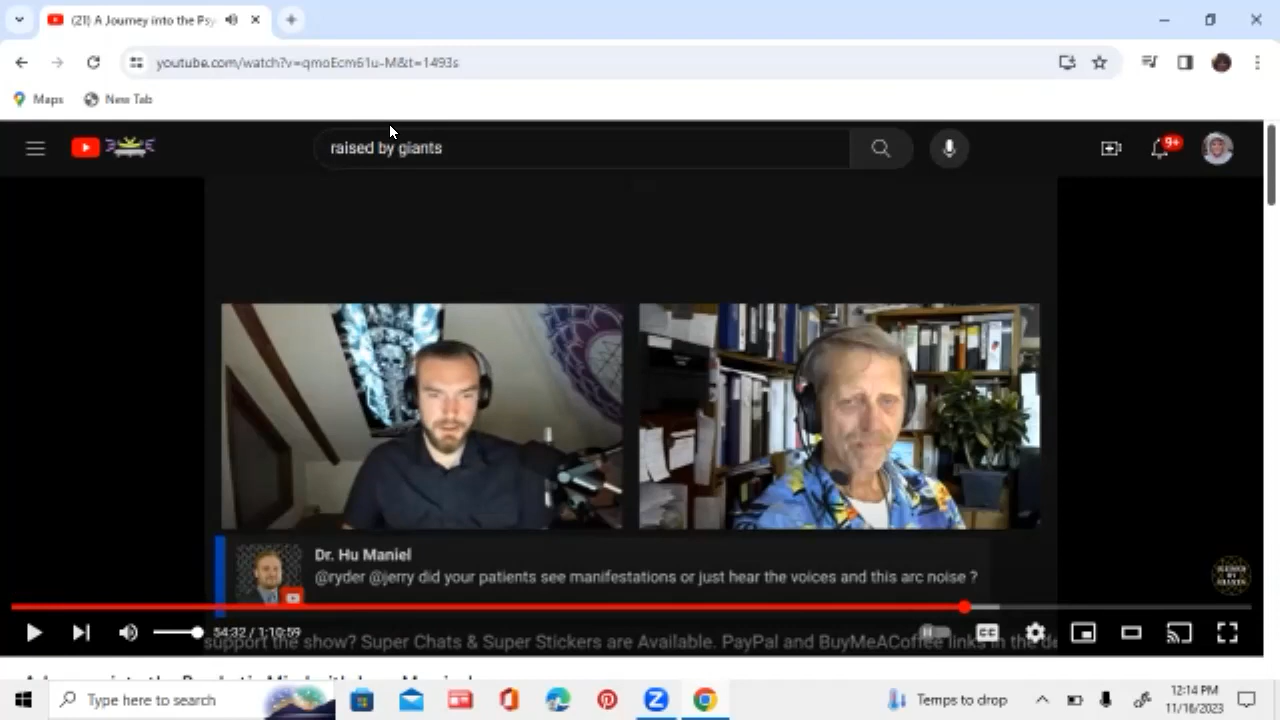 (21) A Journey into the Psy
youtube.com/watch?v=qmoEcm61u-M&t=1493s
Maps
New Tab
raised by giants
9+
Dr. Hu Maniel
@ryder @jerry did your patients see manifestations or just hear the voices and this arc noise ?
54:32 / 1:10:59
support the show? Super Chats & Super Stickers are Available. PayPal and BuyMeACoffee links in the de
CC
Type here to search
Temps to drop
12:14 PM
11/16/2023